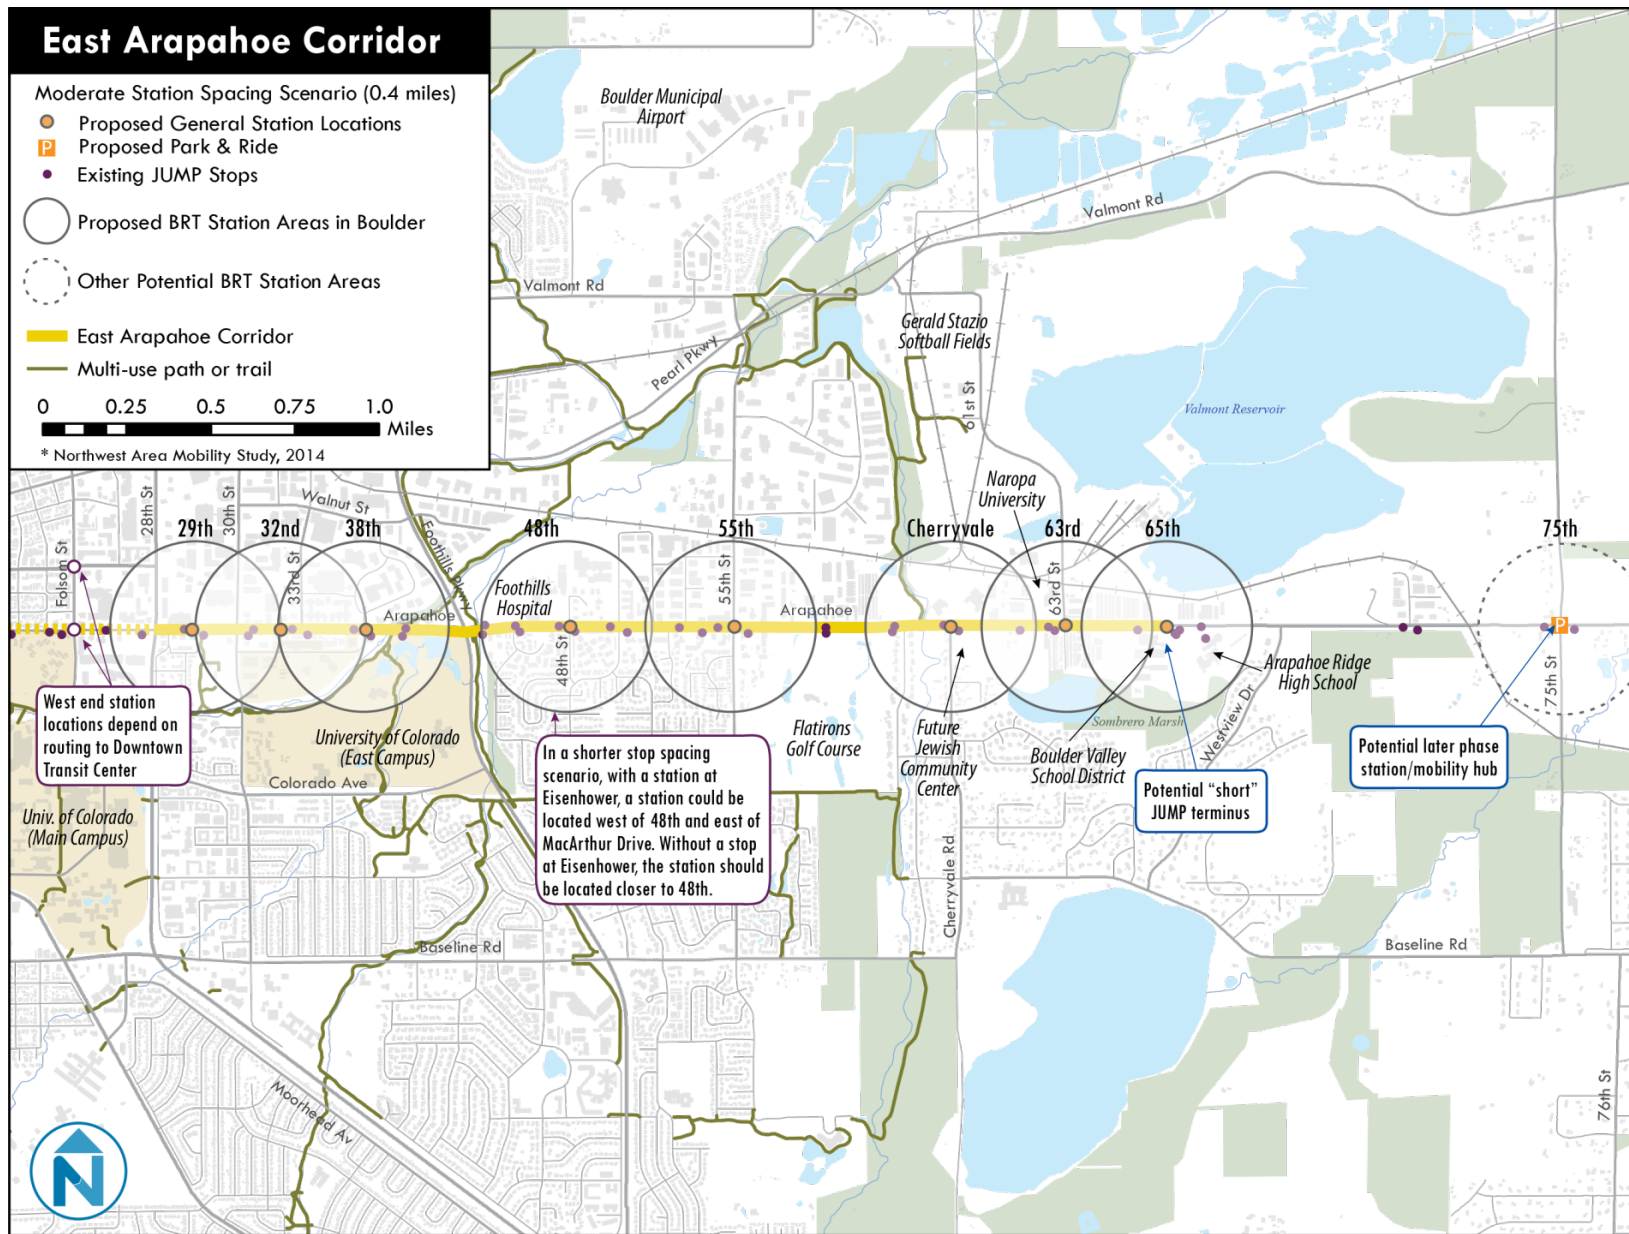 East Arapahoe Corridor
Moderate Station Spacing Scenario (0.4 miles)
Proposed General Station Locations
P
Proposed Park & Ride
Existing JUMP Stops
Proposed BRT Station Areas in Boulder
Other Potential BRT Station Areas
East Arapahoe Corridor
Multi-use path or trail
0 0.25 0.5 0.75 1.0
Miles
* Northwest Area Mobility Study, 2014
Boulder Municipal
Airport
Valmont Rd
Valmont Rd
Pearl Pkwy
Gerald Stazio
Softball Fields
61st St
Valmont Reservoir
Naropa
University
28th St
30th St
Walnut St
Foothills Pkwy
Folsom St
33rd St
29th
32nd
38th
48th
55th
Cherryvale
63rd
65th
75th
Foothills
Hospital
Arapahoe
55th St
Arapahoe
63rd St
48th St
P
75th St
Arapahoe Ridge
High School
Westview Dr
Sombrero Marsh
West end station
locations depend on
routing to Downtown
Transit Center
University of Colorado
(East Campus)
Colorado Ave
Univ. of Colorado
(Main Campus)
In a shorter stop spacing
scenario, with a station at
Eisenhower, a station could be
located west of 48th and east of
MacArthur Drive. Without a stop
at Eisenhower, the station should
be located closer to 48th.
Flatirons
Golf Course
Future
Jewish
Community
Center
Boulder Valley
School District
Potential “short”
JUMP terminus
Potential later phase
station/mobility hub
Cherryvale Rd
Baseline Rd
Baseline Rd
Moorhead Av
76th St
N